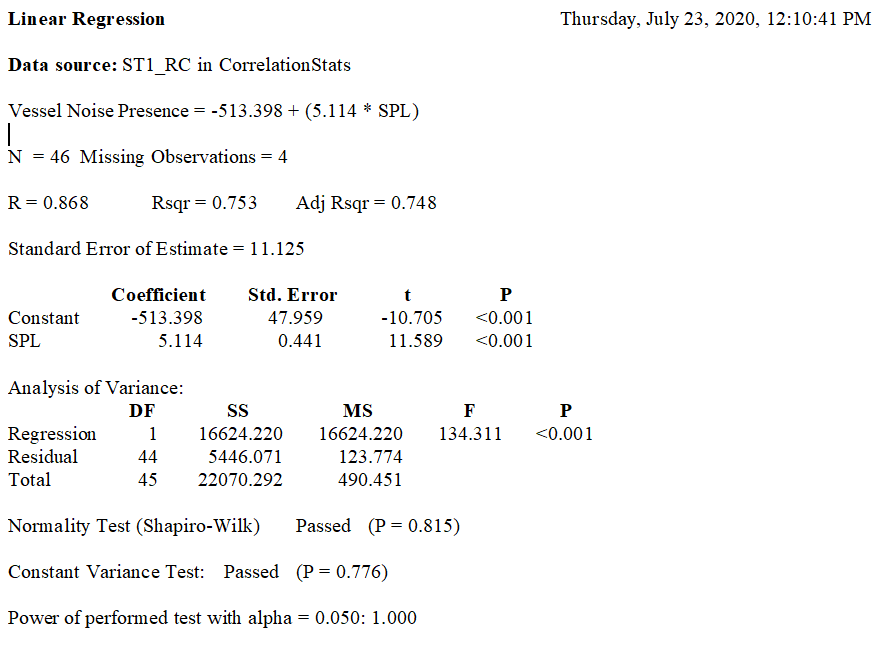 Linear Regression Thursday, July 23, 2020, 12:10:41 PM
Data source: ST1_RC in CorrelationStats
Vessel Noise Presence = -513.398 + (5.114 * SPL)
N = 46 Missing Observations = 4
R = 0.868 Rsqr = 0.753 Adj Rsqr = 0.748
Standard Error of Estimate = 11.125
Coefficient Std. Error t P
Constant -513.398 47.959 -10.705 <0.001
SPL 5.114 0.441 11.589 <0.001
Analysis of Variance:
DF SS MS F P
Regression 1 16624.220 16624.220 134.311 <0.001
Residual 44 5446.071 123.774
Total 45 22070.292 490.451
Normality Test (Shapiro-Wilk) Passed (P = 0.815)
Constant Variance Test: Passed (P = 0.776)
Power of performed test with alpha = 0.050: 1.000